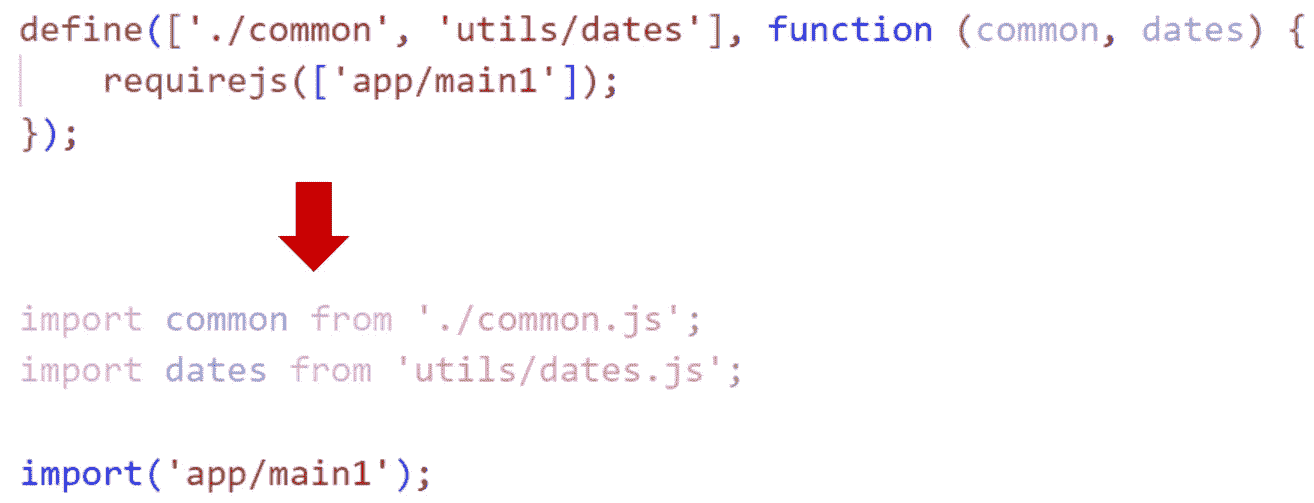 define(['./common', 'utils/dates'], function (common, dates) {
    requirejs(['app/main1']);
});
import common from './common.js';
import dates from 'utils/dates.js';
import('app/main1');